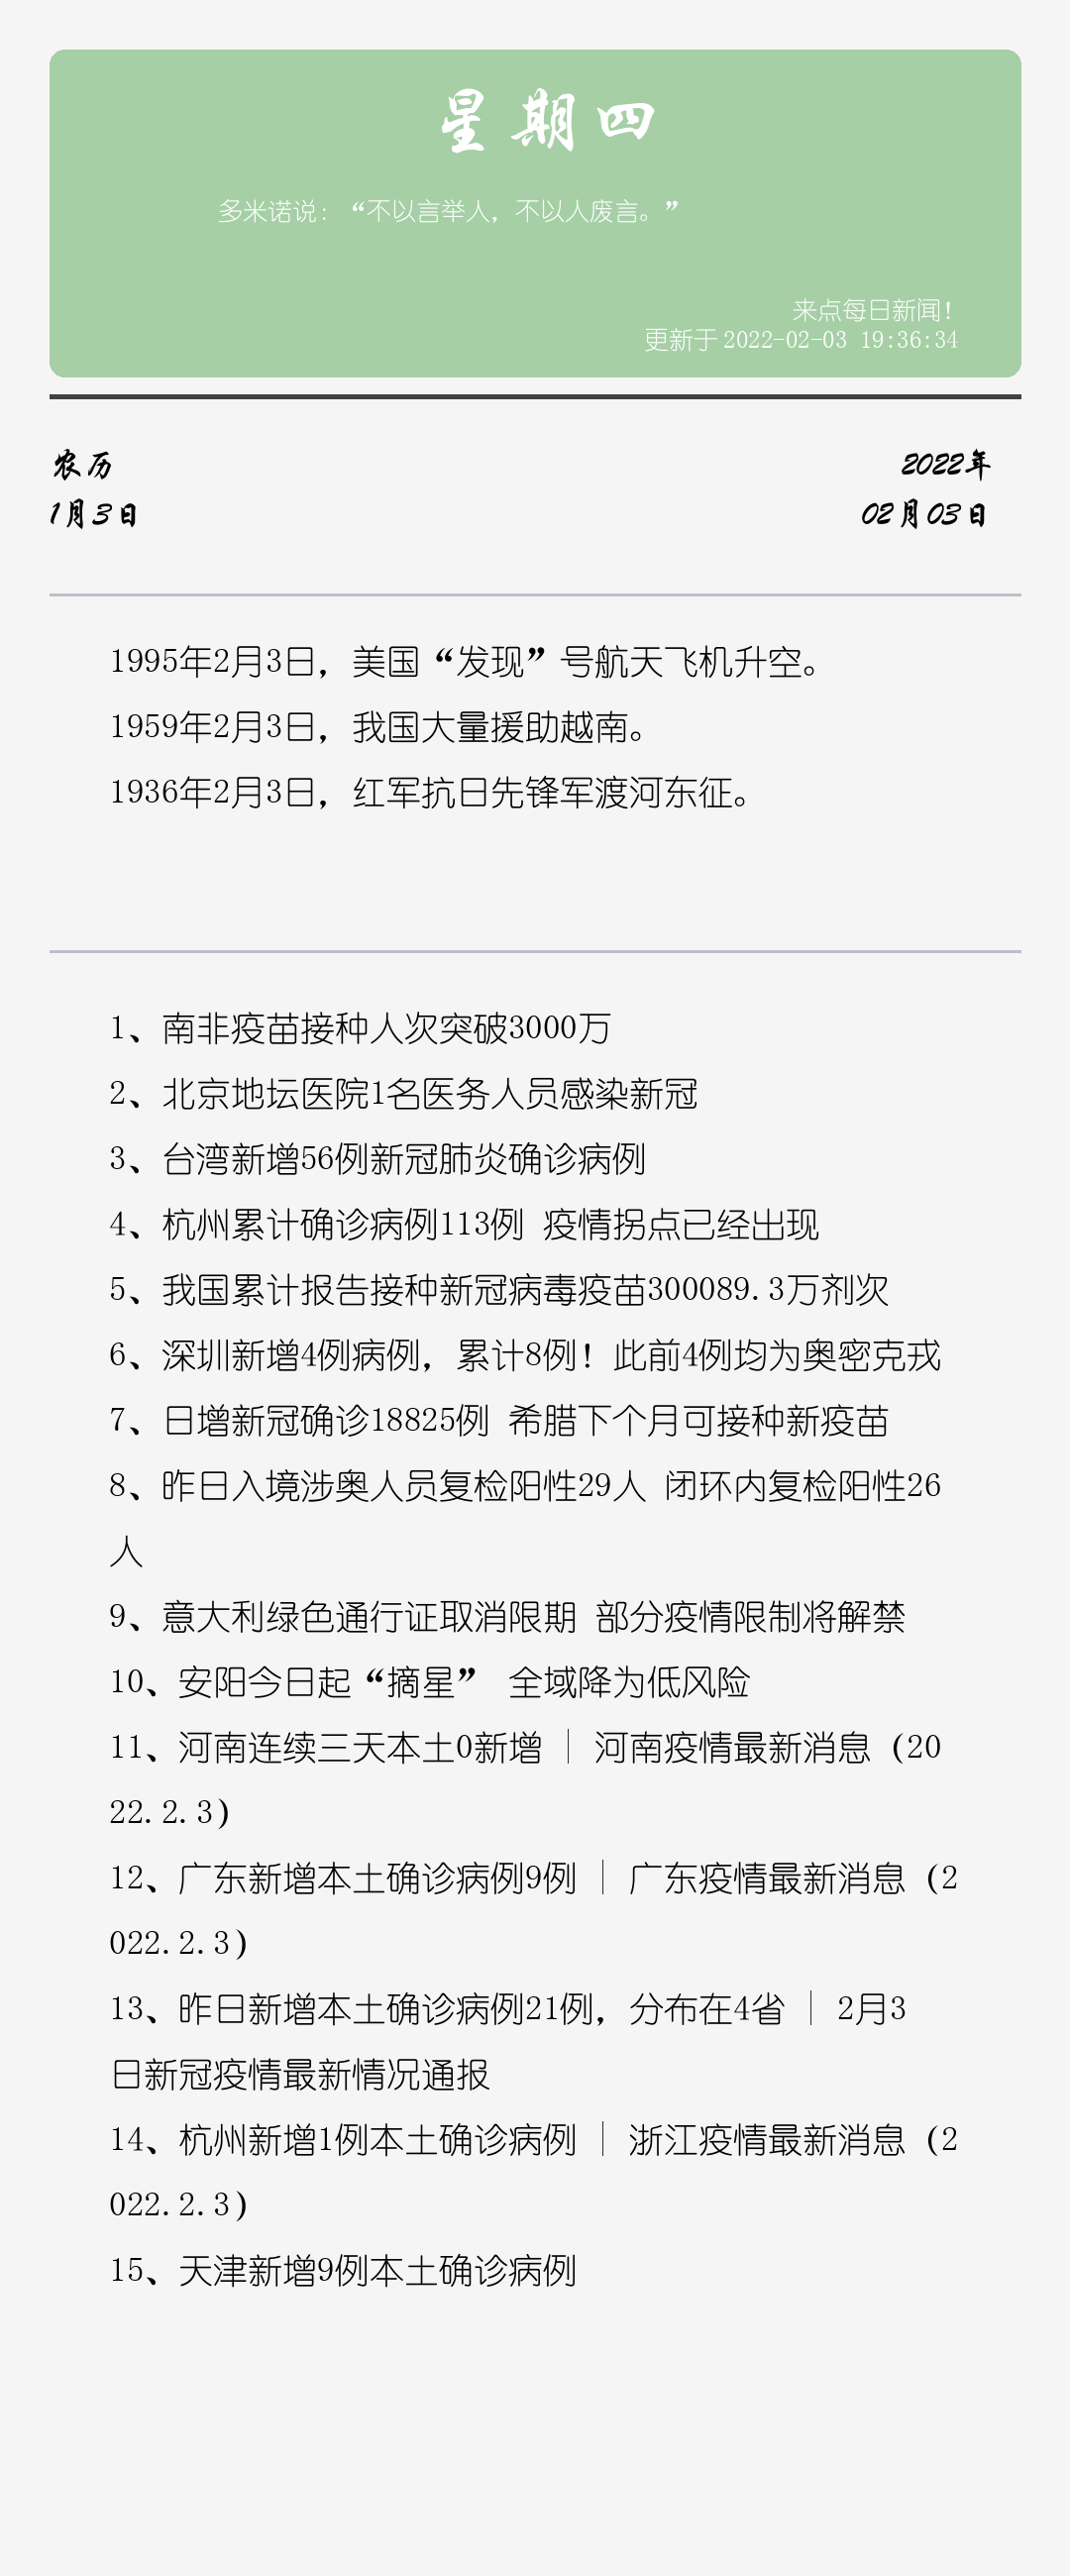 星期四
多米诺说：“不以言举人，不以人废言。”
来点每日新闻！
更新于 2022-02-03 19:36:34
农历
1月3日
2022年
02月03日
1995年2月3日，美国“发现”号航天飞机升空。
1959年2月3日，我国大量援助越南。
1936年2月3日，红军抗日先锋军渡河东征。
1、南非疫苗接种人次突破3000万
2、北京地坛医院1名医务人员感染新冠
3、台湾新增56例新冠肺炎确诊病例
4、杭州累计确诊病例113例 疫情拐点已经出现
5、我国累计报告接种新冠病毒疫苗300089.3万剂次
6、深圳新增4例病例，累计8例！此前4例均为奥密克戎
7、日增新冠确诊18825例 希腊下个月可接种新疫苗
8、昨日入境涉奥人员复检阳性29人 闭环内复检阳性26
人
9、意大利绿色通行证取消限期 部分疫情限制将解禁
10、安阳今日起“摘星” 全域降为低风险
11、河南连续三天本土0新增 | 河南疫情最新消息（20
22.2.3）
12、广东新增本土确诊病例9例 | 广东疫情最新消息（2
022.2.3）
13、昨日新增本土确诊病例21例，分布在4省 | 2月3
日新冠疫情最新情况通报
14、杭州新增1例本土确诊病例 | 浙江疫情最新消息（2
022.2.3）
15、天津新增9例本土确诊病例